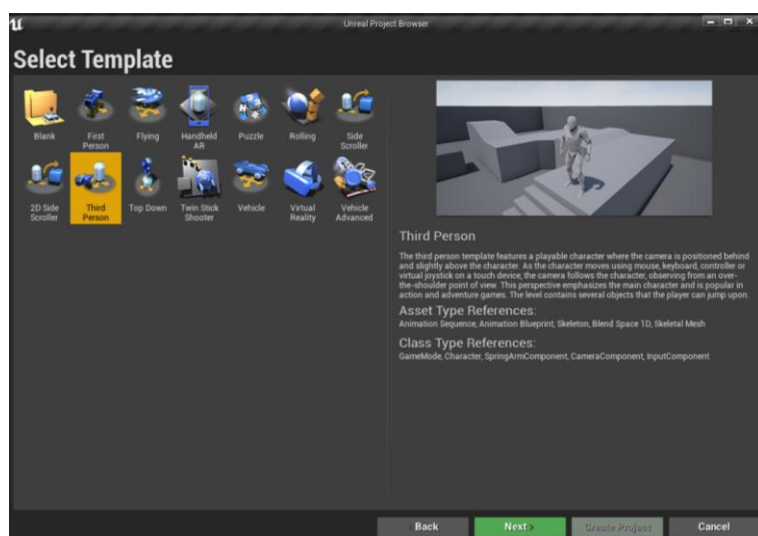 Unreal Project Browser
Select Template
Blank
First
Person
Flying
Handheld
AR
Puzzle
Rolling
Side
Scroller
2D Side
Scroller
Third
Person
Top Down
Twin Stick
Shooter
Vehicle
Virtual
Reality
Vehicle
Advanced
Third Person
The third person template features a playable character where the camera is positioned behind
and slightly above the character. As the character moves using mouse, keyboard, controller or
virtual joystick on a touch device, the camera follows the character, observing from an over-
the-shoulder point of view. This perspective emphasizes the main character and is popular in
action and adventure games. The level contains several objects that the player can jump upon.
Asset Type References:
Animation Sequence, Animation Blueprint, Skeleton, Blend Space 1D, Skeletal Mesh
Class Type References:
GameMode, Character, SpringArmComponent, CameraComponent, InputComponent
Back
Next
Create Project
Cancel